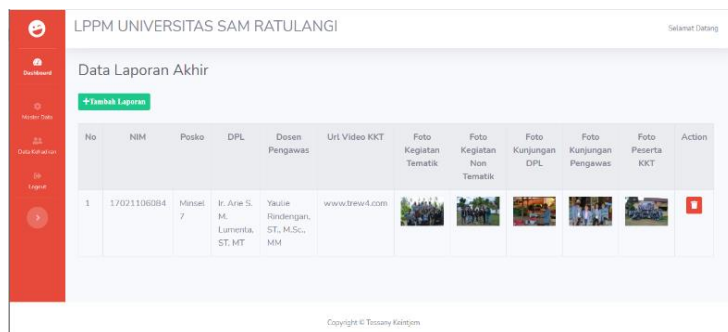 LPPM UNIVERSITAS SAM RATULANGI
Selamat Datang
Dashboard
Master Data
Data Kehadiran
Logout
Data Laporan Akhir
+Tambah Laporan
No NIM Posko DPL Dosen Pengawas Url Video KKT Foto Kegiatan Tematik Foto Kegiatan Non Tematik Foto Kunjungan DPL Foto Kunjungan Pengawas Foto Peserta KKT Action
1 17021106084 Minsel 7 Ir. Arie S. M. Lumenta, ST. MT Yaulie Rindengan, ST., M.Sc., MM www.trew4.com
Copyright © Tessany Keintjem